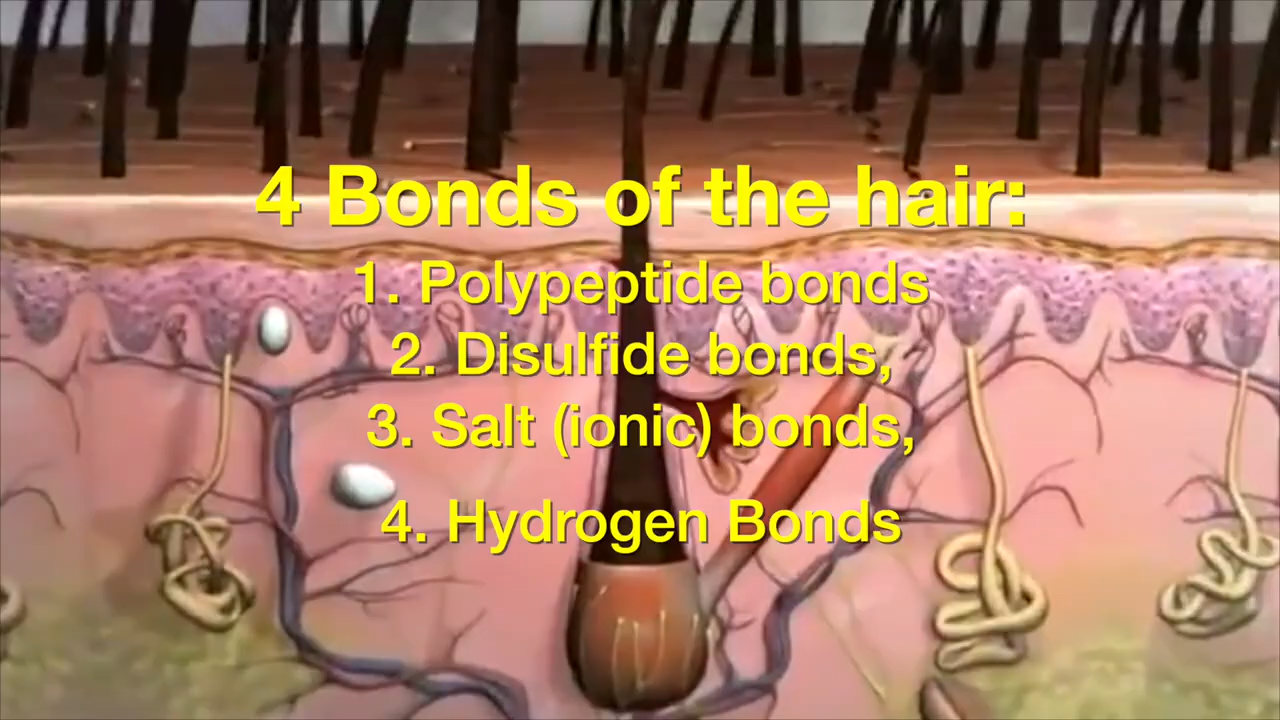 4 Bonds of the hair:
1. Polypeptide bonds
2. Disulfide bonds,
3. Salt (ionic) bonds,
4. Hydrogen Bonds